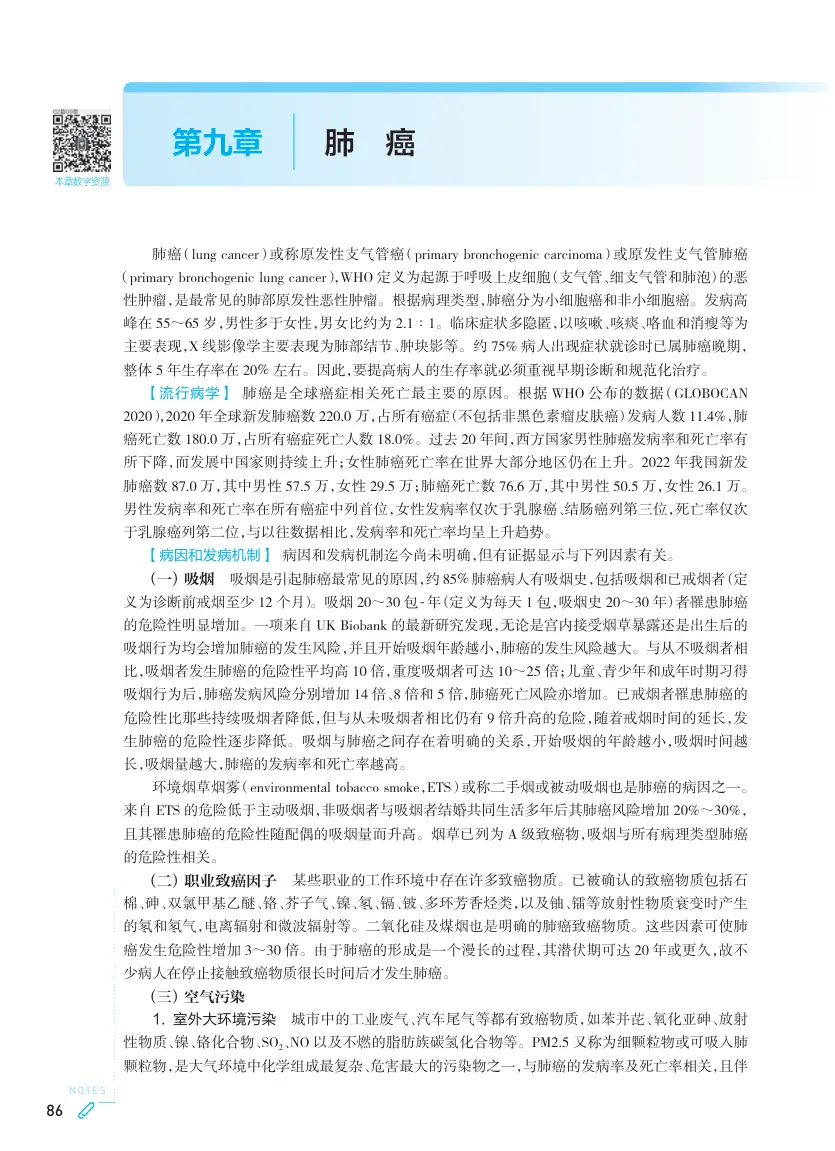 本章数字资源
第九章 肺 癌
肺癌（lung cancer）或称原发性支气管癌（primary bronchogenic carcinoma）或原发性支气管肺癌
（primary bronchogenic lung cancer），WHO 定义为起源于呼吸上皮细胞（支气管、细支气管和肺泡）的恶
性肿瘤，是最常见的肺部原发性恶性肿瘤。根据病理类型，肺癌分为小细胞癌和非小细胞癌。发病高
峰在 55～65 岁，男性多于女性，男女比约为 2.1∶1。临床症状多隐匿，以咳嗽、咳痰、咯血和消瘦等为
主要表现，X 线影像学主要表现为肺部结节、肿块影等。约 75% 病人出现症状就诊时已属肺癌晚期，
整体 5 年生存率在 20% 左右。因此，要提高病人的生存率就必须重视早期诊断和规范化治疗。
【流行病学】 肺癌是全球癌症相关死亡最主要的原因。根据 WHO 公布的数据（GLOBOCAN
2020），2020 年全球新发肺癌数 220.0 万，占所有癌症（不包括非黑色素瘤皮肤癌）发病人数 11.4%，肺
癌死亡数 180.0 万，占所有癌症死亡人数 18.0%。过去 20 年间，西方国家男性肺癌发病率和死亡率有
所下降，而发展中国家则持续上升；女性肺癌死亡率在世界大部分地区仍在上升。2022 年我国新发
肺癌数 87.0 万，其中男性 57.5 万，女性 29.5 万；肺癌死亡数 76.6 万，其中男性 50.5 万，女性 26.1 万。
男性发病率和死亡率在所有癌症中列首位，女性发病率仅次于乳腺癌、结肠癌列第三位，死亡率仅次
于乳腺癌列第二位，与以往数据相比，发病率和死亡率均呈上升趋势。
【病因和发病机制】 病因和发病机制迄今尚未明确，但有证据显示与下列因素有关。
（一）吸烟 吸烟是引起肺癌最常见的原因，约 85% 肺癌病人有吸烟史，包括吸烟和已戒烟者（定
义为诊断前戒烟至少 12 个月）。吸烟 20～30 包-年（定义为每天 1 包，吸烟史 20～30 年）者罹患肺癌
的危险性明显增加。一项来自 UK Biobank 的最新研究发现，无论是宫内接受烟草暴露还是出生后的
吸烟行为均会增加肺癌的发生风险，并且开始吸烟年龄越小，肺癌的发生风险越大。与从不吸烟者相
比，吸烟者发生肺癌的危险性平均高 10 倍，重度吸烟者可达 10～25 倍；儿童、青少年和成年时期习得
吸烟行为后，肺癌发病风险分别增加 14 倍、8 倍和 5 倍，肺癌死亡风险亦增加。已戒烟者罹患肺癌的
危险性比那些持续吸烟者降低，但与从未吸烟者相比仍有 9 倍升高的危险，随着戒烟时间的延长，发
生肺癌的危险性逐步降低。吸烟与肺癌之间存在着明确的关系，开始吸烟的年龄越小，吸烟时间越
长，吸烟量越大，肺癌的发病率和死亡率越高。
环境烟草烟雾（environmental tobacco smoke，ETS）或称二手烟或被动吸烟也是肺癌的病因之一。
来自 ETS 的危险低于主动吸烟，非吸烟者与吸烟者结婚共同生活多年后其肺癌风险增加 20%～30%，
且其罹患肺癌的危险性随配偶的吸烟量而升高。烟草已列为 A 级致癌物，吸烟与所有病理类型肺癌
的危险性相关。
（二）职业致癌因子 某些职业的工作环境中存在许多致癌物质。已被确认的致癌物质包括石
棉、砷、双氯甲基乙醚、铬、芥子气、镍、氡、镉、铍、多环芳香烃类，以及铀、镭等放射性物质衰变时产生
的氡和氡气，电离辐射和微波辐射等。二氧化硅及煤烟也是明确的肺癌致癌物质。这些因素可使肺
癌发生危险性增加 3～30 倍。由于肺癌的形成是一个漫长的过程，其潜伏期可达 20 年或更久，故不
少病人在停止接触致癌物质很长时间后才发生肺癌。
（三）空气污染
1. 室外大环境污染 城市中的工业废气、汽车尾气等都有致癌物质，如苯并芘、氧化亚砷、放射
性物质、镍、铬化合物、SO₂、NO 以及不燃的脂肪族碳氢化合物等。PM2.5 又称为细颗粒物或可吸入肺
颗粒物，是大气环境中化学组成最复杂、危害最大的污染物之一，与肺癌的发病率及死亡率相关，且伴
NOTES
86